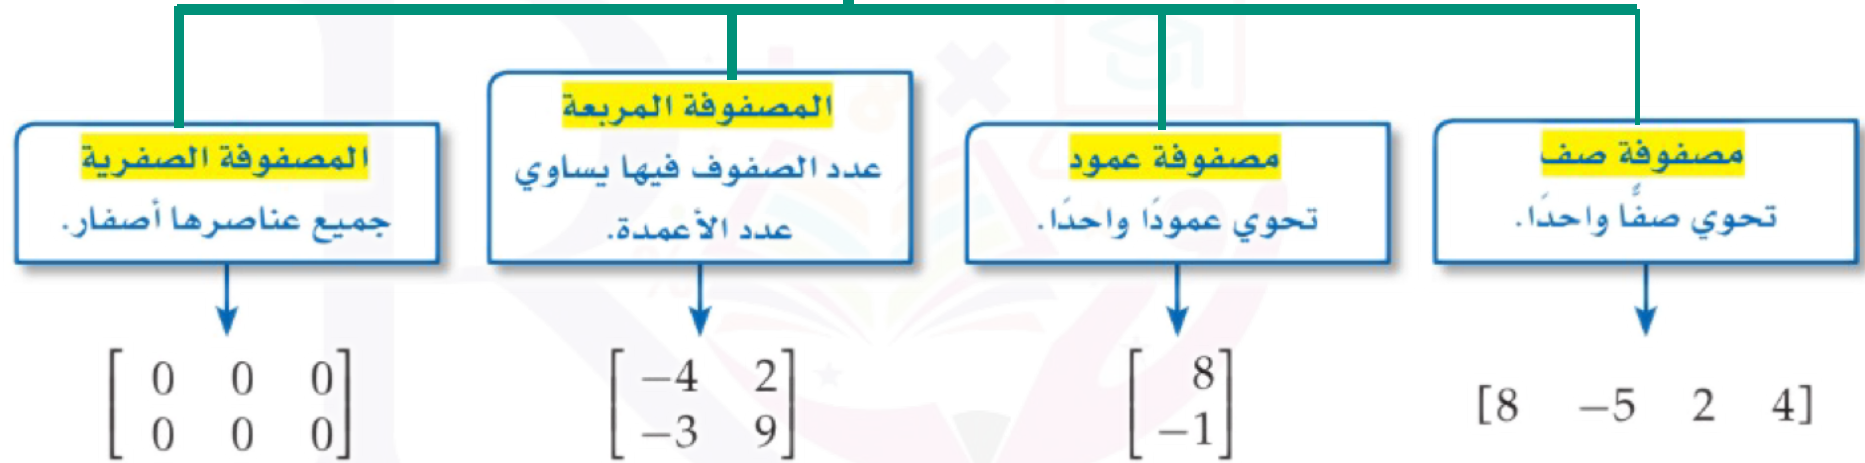 مصفوفة صف
تحوي صفًّا واحدًا.
[8 −5 2 4]
مصفوفة عمود
تحوي عمودًا واحدًا.
8
−1
المصفوفة المربعة
عدد الصفوف فيها يساوي
عدد الأعمدة.
−4 2
−3 9
المصفوفة الصفرية
جميع عناصرها أصفار.
0 0 0
0 0 0